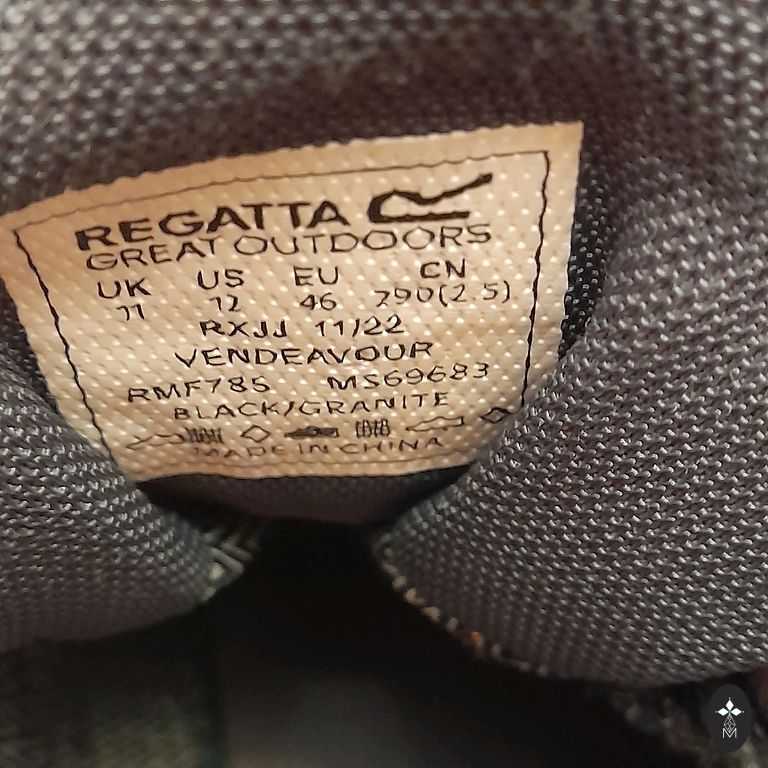 REGATTA
GREAT OUTDOORS
UK US EU CN
11 12 46 290(2.5)
RXJJ 11/22
VENDEAVOUR
RMF785 MS69683
BLACK/GRANITE
MADE IN CHINA
M